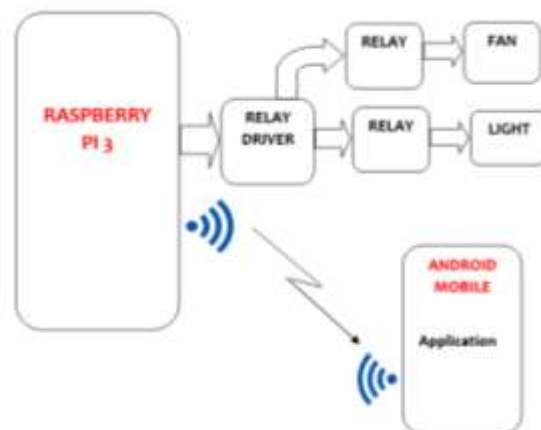 RASPBERRY
PI 3
RELAY
DRIVER
RELAY
FAN
RELAY
LIGHT
ANDROID
MOBILE
Application